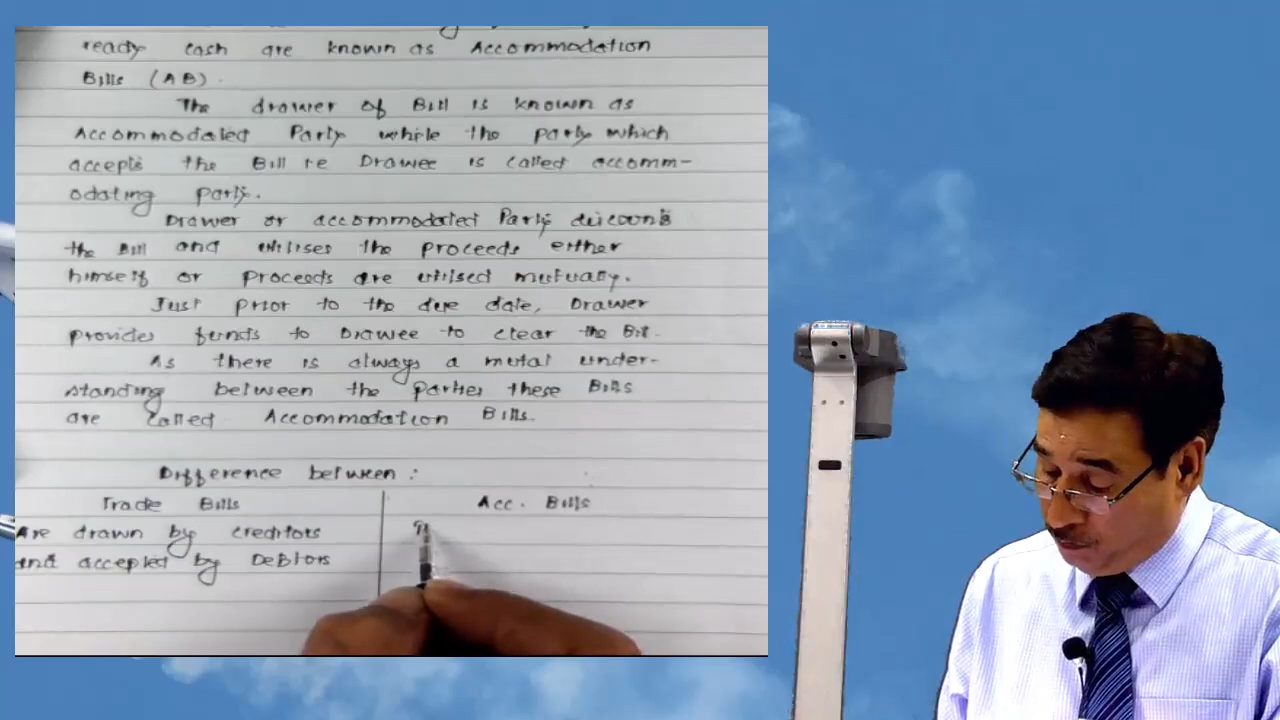 ready cash are known as Accommodation
Bills (AB).
The drawer of Bill is known as
Accommodated Party while the party which
accepts the Bill ie Drawee is called accomm-
odating party.
Drawer or accommodated Party discounts
the Bill and utilises the proceeds either
himself or proceeds are utilised mutually.
Just prior to the due date, Drawer
provides funds to Drawee to clear the Bill.
As there is always a mutal under-
standing between the parties these Bills
are called Accommodation Bills.
Difference between :
Trade Bills
Acc. Bills
Are drawn by creditors
and accepted by Debtors